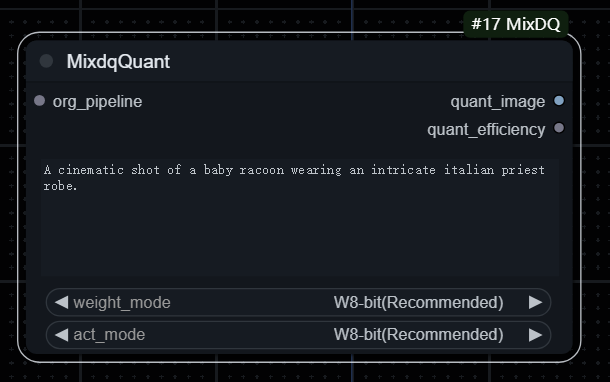 #17 MixDQ
MixdqQuant
org_pipeline
quant_image
quant_efficiency
A cinematic shot of a baby racoon wearing an intricate italian priest
robe.
weight_mode W8-bit(Recommended)
act_mode W8-bit(Recommended)